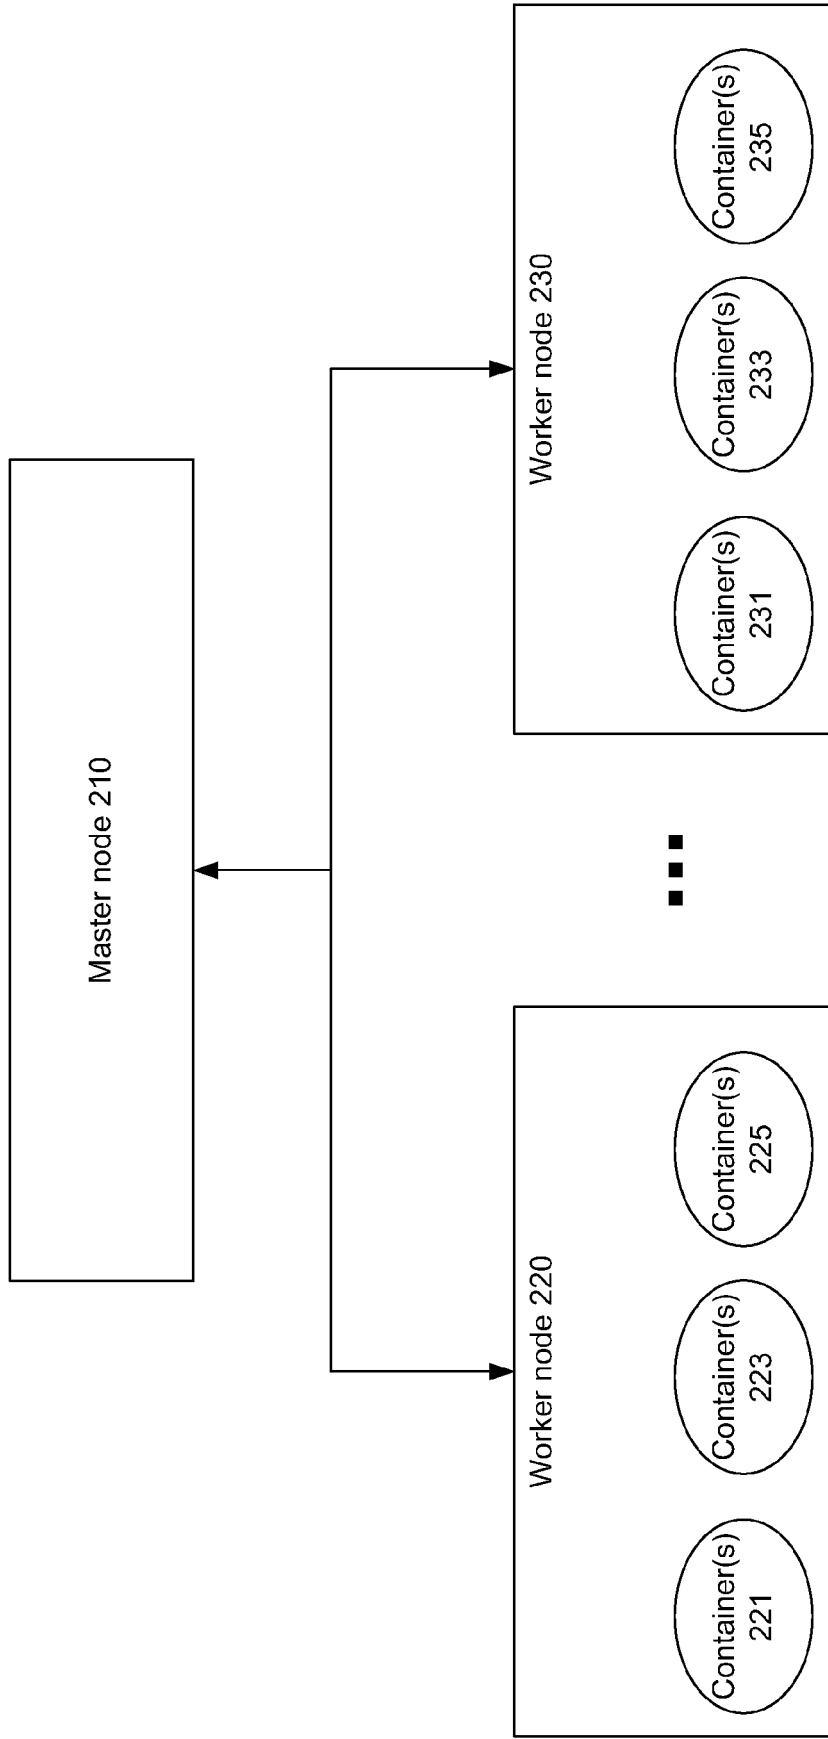 Master node 210
Worker node 220
Container(s)
221
Container(s)
223
Container(s)
225
Worker node 230
Container(s)
231
Container(s)
233
Container(s)
235